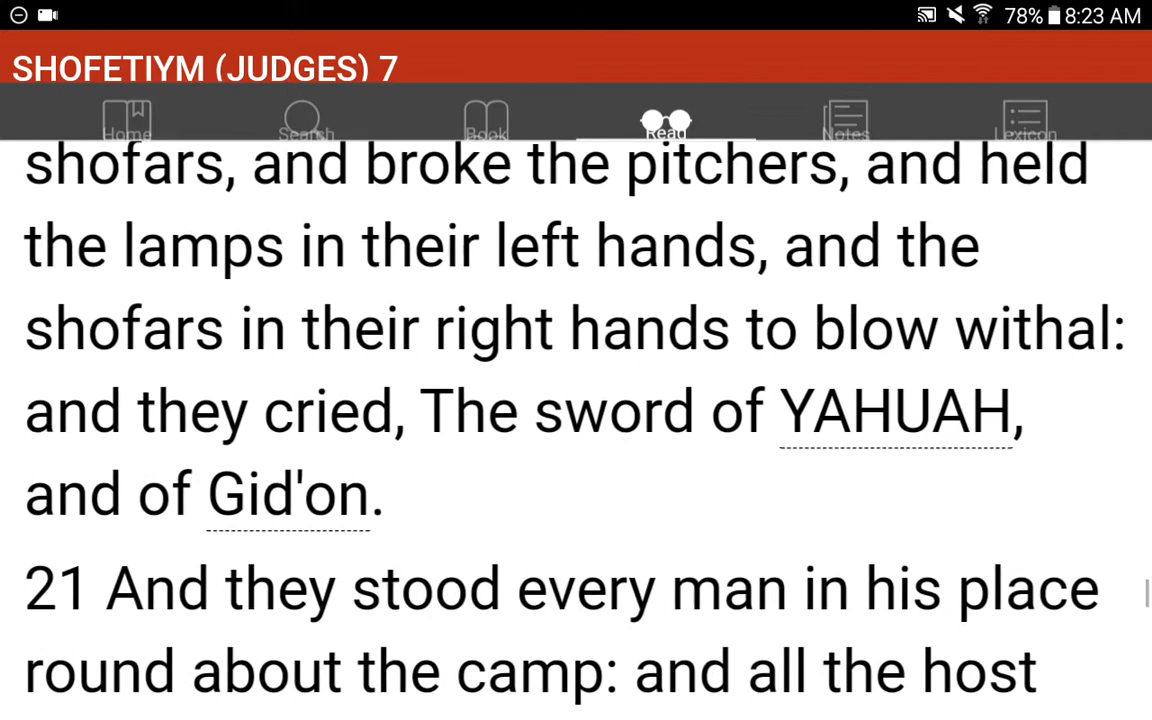 78% 8:23 AM
SHOFETIYM (JUDGES) 7
Home Search Book Read Notes Lexicon
shofars, and broke the pitchers, and held
the lamps in their left hands, and the
shofars in their right hands to blow withal:
and they cried, The sword of YAHUAH,
and of Gid'on.
21 And they stood every man in his place
round about the camp: and all the host